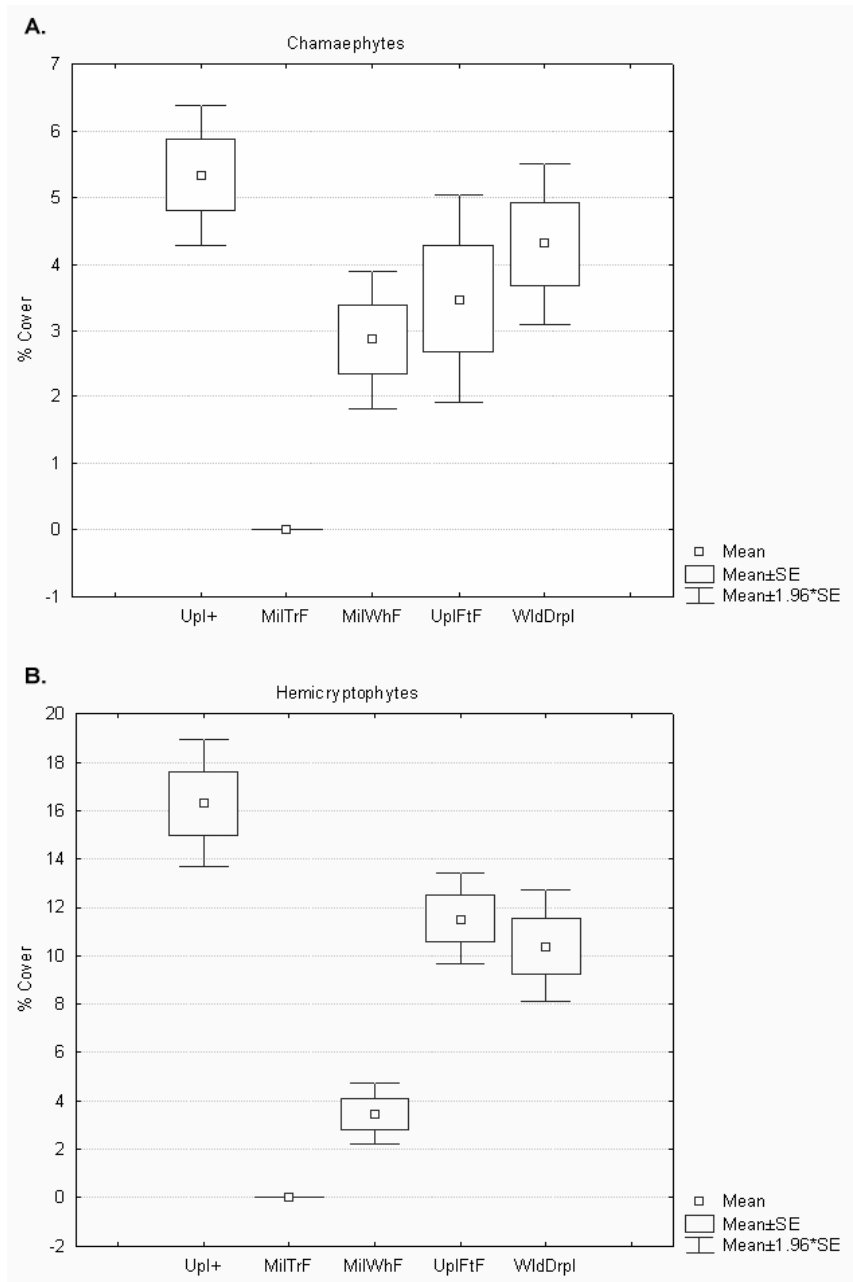 A.
Chamaephytes
7
6
5
4
3
2
1
0
-1
% Cover
Upl+ MilTrF MilWhF UplFtF WldDrpl
Mean
Mean±SE
Mean±1.96*SE
B.
Hemicryptophytes
20
18
16
14
12
10
8
6
4
2
0
-2
% Cover
Upl+ MilTrF MilWhF UplFtF WldDrpl
Mean
Mean±SE
Mean±1.96*SE